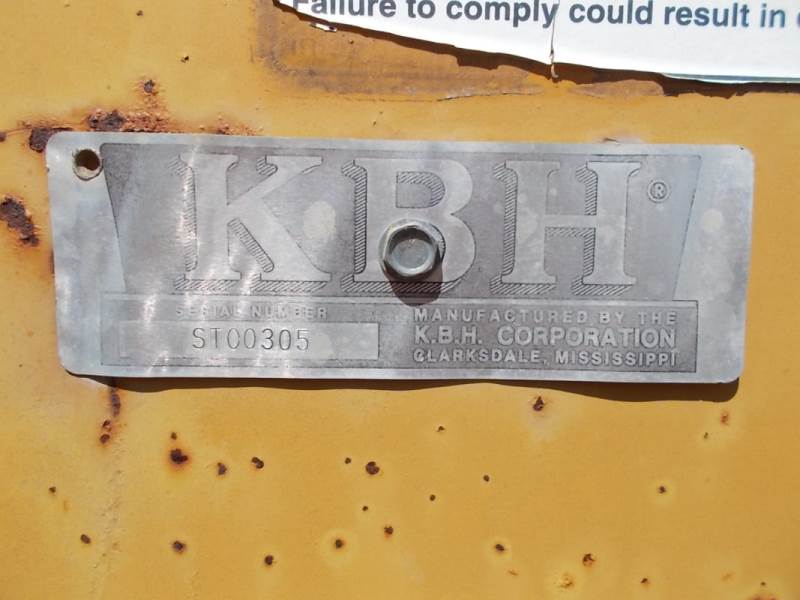 Failure to comply could result in
KBH®
SERIAL NUMBER
ST00305
MANUFACTURED BY THE
K.B.H. CORPORATION
CLARKSDALE, MISSISSIPPI